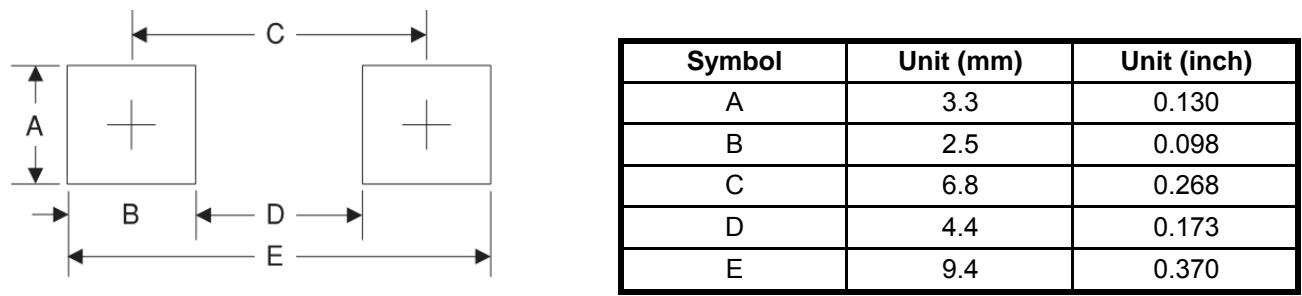 C
A
B
D
E
Symbol Unit (mm) Unit (inch)
A 3.3 0.130
B 2.5 0.098
C 6.8 0.268
D 4.4 0.173
E 9.4 0.370